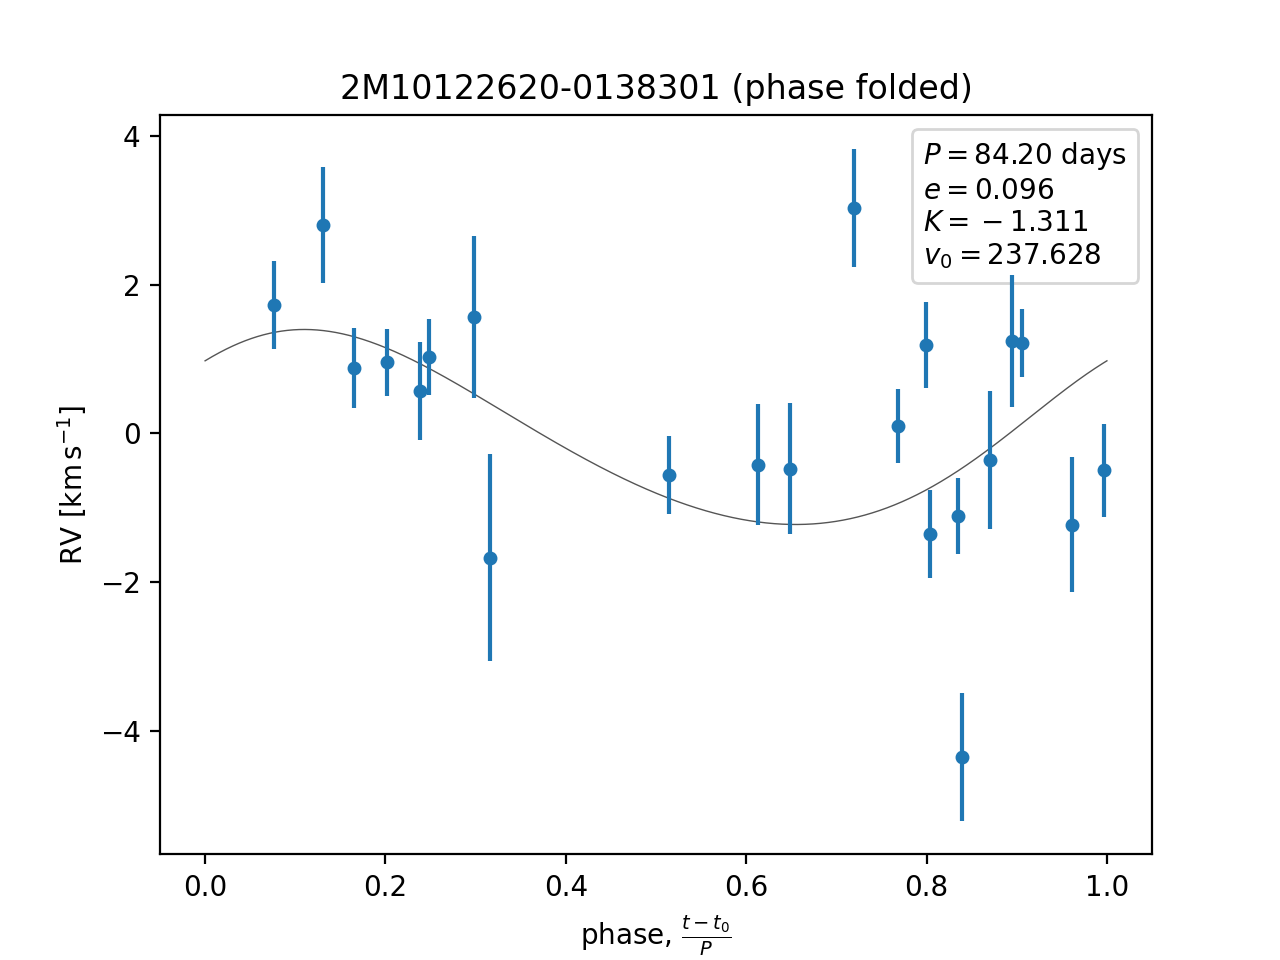 2M10122620-0138301 (phase folded)
P = 84.20 days
e = 0.096
K = −1.311
v₀ = 237.628
4
2
0
−2
−4
RV [km s⁻¹]
0.0 0.2 0.4 0.6 0.8 1.0
phase, (t − t₀)/P